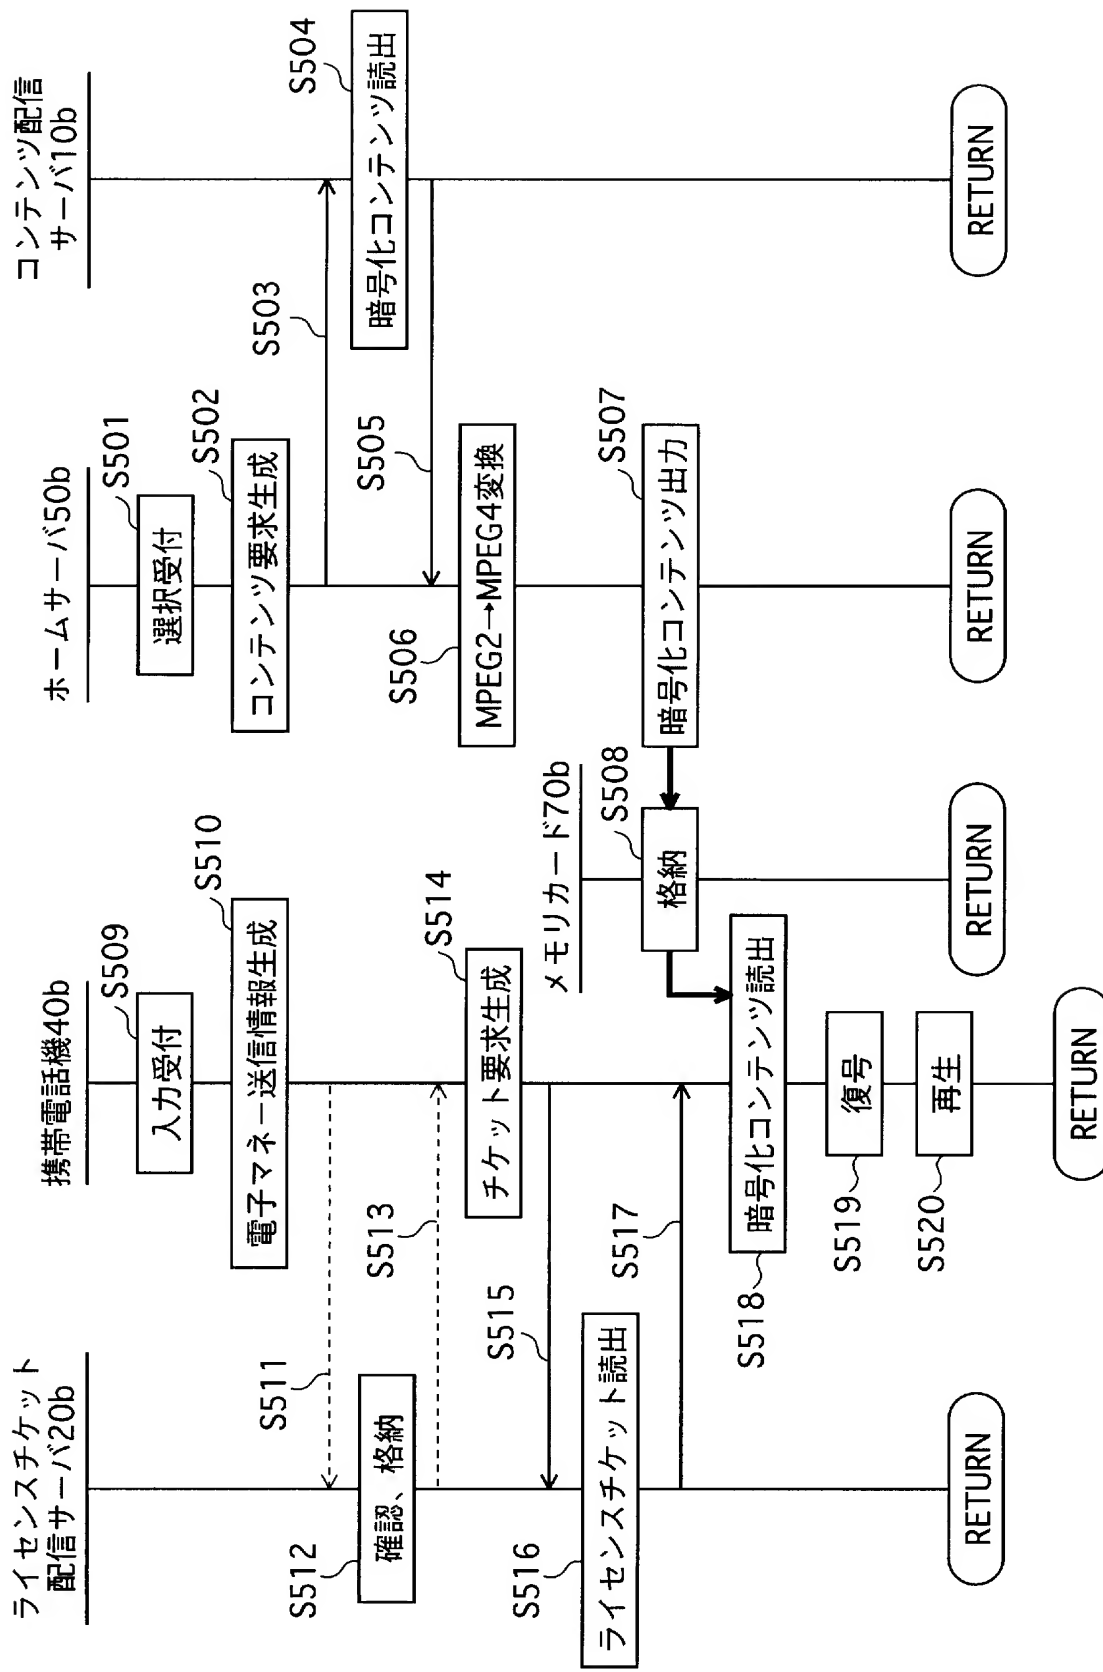 ライセンスチケット
配信サーバ20b
携帯電話機40b
ホームサーバ50b
コンテンツ配信
サーバ10b
S501
選択受付
S502
コンテンツ要求生成
S503
S504
暗号化コンテンツ読出
S505
S506
MPEG2→MPEG4変換
S507
暗号化コンテンツ出力
メモリカード70b
S508
格納
S509
入力受付
S510
電子マネー送信情報生成
S511
S512
確認、格納
S513
S514
チケット要求生成
S515
S516
ライセンスチケット読出
S517
S518
暗号化コンテンツ読出
S519
復号
S520
再生
RETURN
RETURN
RETURN
RETURN
RETURN